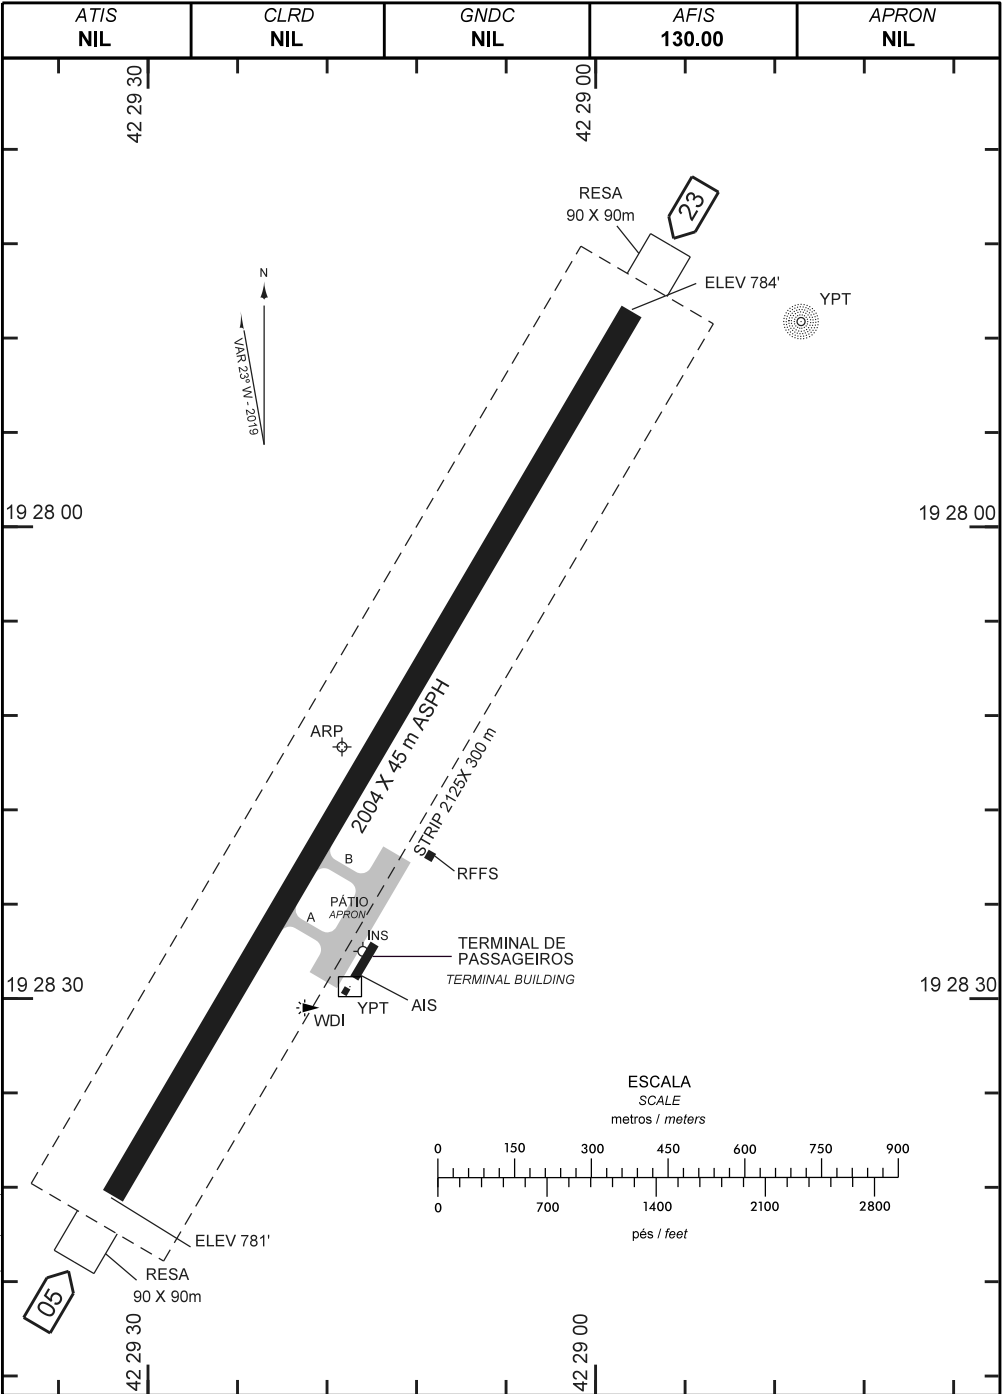 ATIS
NIL
CLRD
NIL
GNDC
NIL
AFIS
130.00
APRON
NIL
42 29 30
42 29 00
23
RESA
90 X 90m
ELEV 784'
YPT
N
VAR 23º W - 2019
19 28 00
19 28 00
ARP
2004 X 45 m ASPH
STRIP 2125X 300 m
B
RFFS
PÁTIO
APRON
A
INS
TERMINAL DE
PASSAGEIROS
TERMINAL BUILDING
AIS
YPT
WDI
19 28 30
19 28 30
ESCALA
SCALE
metros / meters
0 150 300 450 600 750 900
0 700 1400 2100 2800
pés / feet
ELEV 781'
RESA
90 X 90m
05
42 29 30
42 29 00